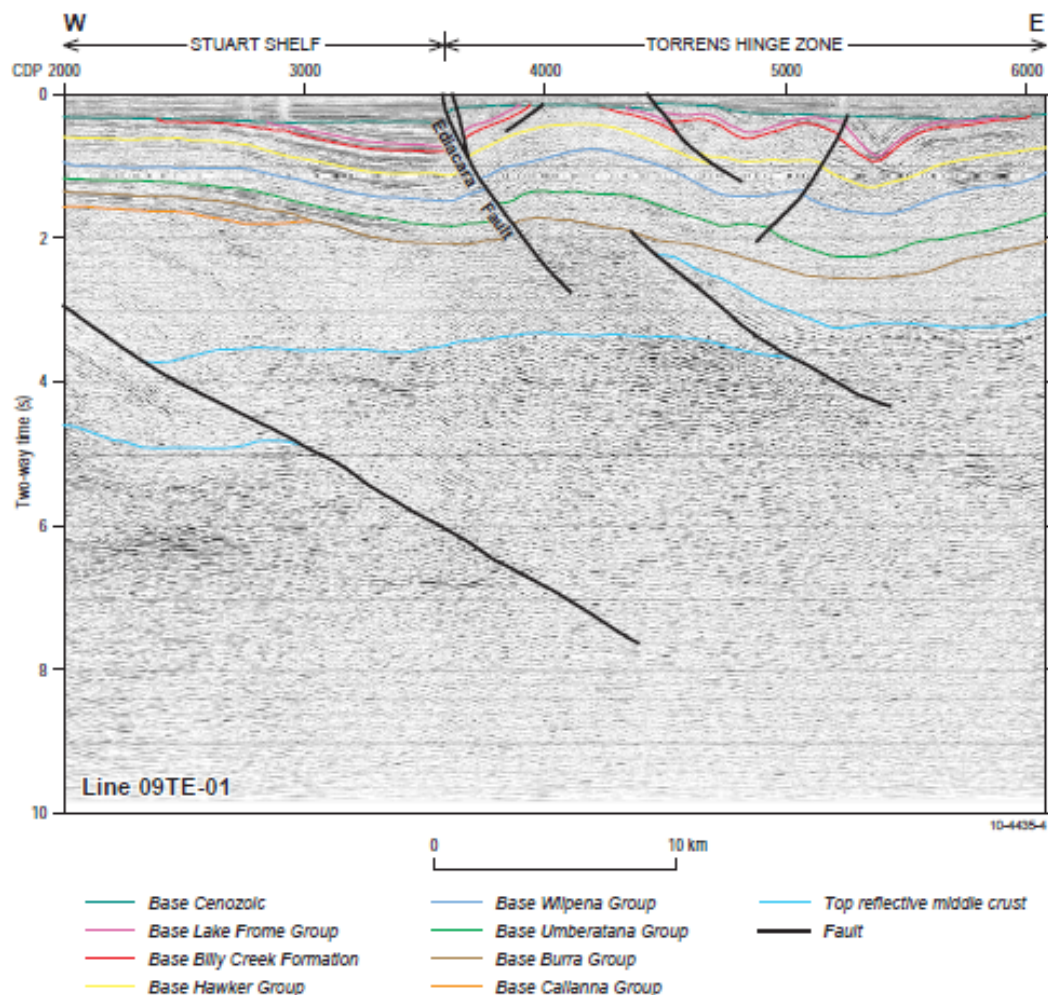 W E
STUART SHELF TORRENS HINGE ZONE
CDP 2000 3000 4000 5000 6000
0
2
4
6
8
10
Two-way time (s)
Ediacara Fault
Line 09TE-01
10-4435-4
0 10 km
Base Cenozoic
Base Lake Frome Group
Base Billy Creek Formation
Base Hawker Group
Base Wilpena Group
Base Umberatana Group
Base Burra Group
Base Callanna Group
Top reflective middle crust
Fault